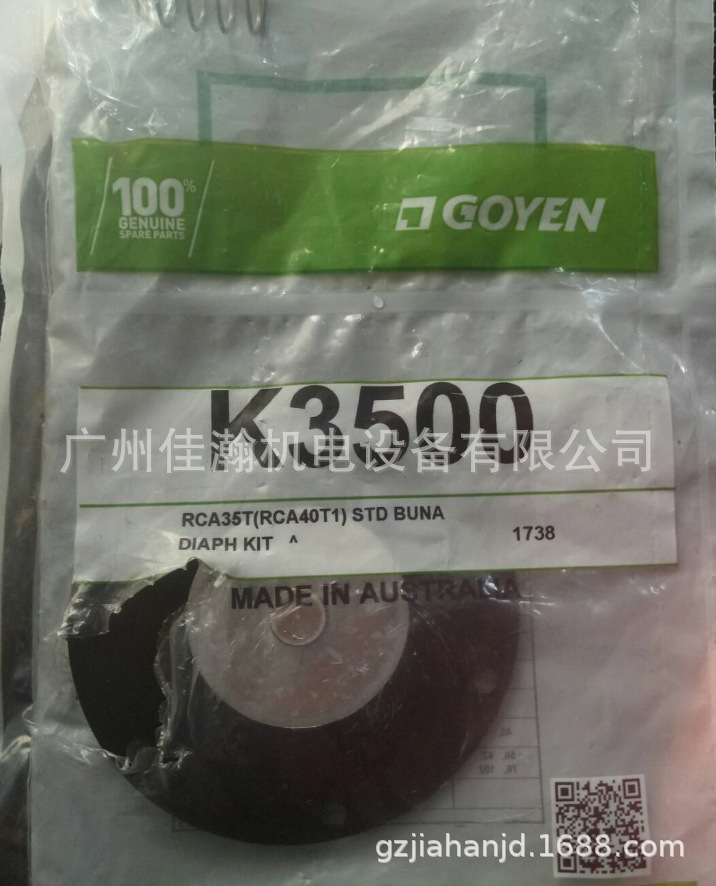 100%
GENUINE
SPARE PARTS
GOYEN
K3500
广州佳瀚机电设备有限公司
RCA35T(RCA40T1) STD BUNA
DIAPH KIT
1738
MADE IN AUSTRALIA
gzjiahanjd.1688.com